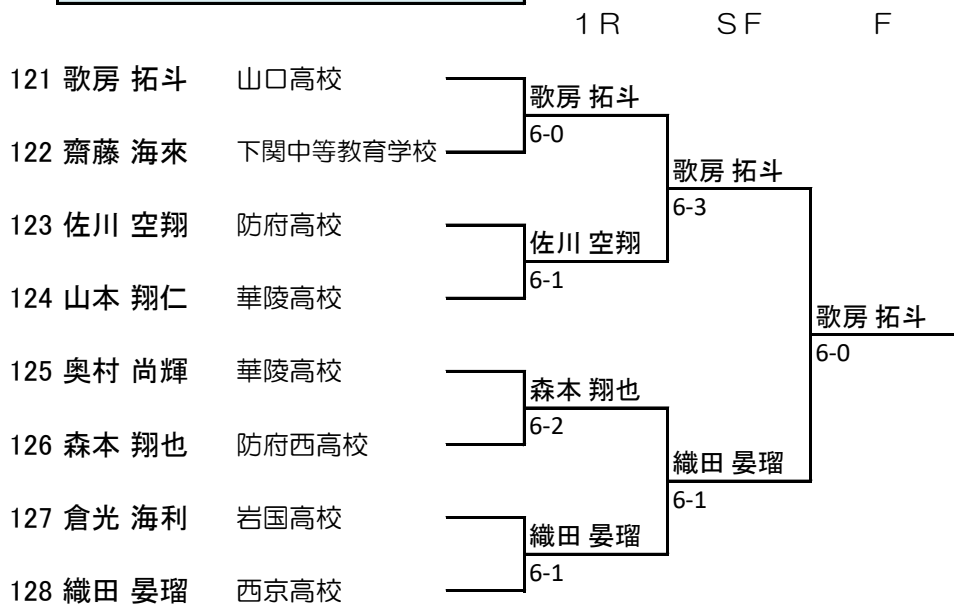 １Ｒ ＳＦ Ｆ
121 歌房 拓斗 山口高校
歌房 拓斗
6-0
122 齋藤 海來 下関中等教育学校
歌房 拓斗
6-3
123 佐川 空翔 防府高校
佐川 空翔
6-1
124 山本 翔仁 華陵高校
歌房 拓斗
6-0
125 奥村 尚輝 華陵高校
森本 翔也
6-2
126 森本 翔也 防府西高校
織田 晏瑠
6-1
127 倉光 海利 岩国高校
織田 晏瑠
6-1
128 織田 晏瑠 西京高校